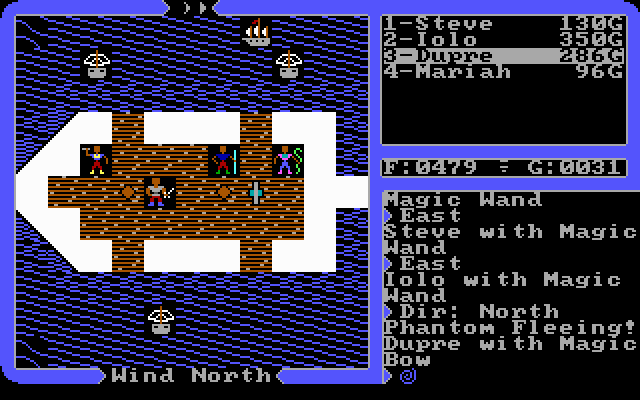 1-Steve 130G
2-Iolo 350G
3-Dupre 286G
4-Mariah 96G
F:0479 G:0031
Magic Wand
East
Steve with Magic
Wand
East
Iolo with Magic
Wand
Dir: North
Phantom Fleeing!
Dupre with Magic
Bow
Wind North